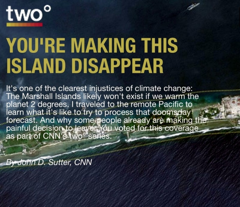 two°
YOU'RE MAKING THIS
ISLAND DISAPPEAR
It's one of the clearest injustices of climate change:
The Marshall Islands likely won't exist if we warm the
planet 2 degrees. I traveled to the remote Pacific to
learn what it's like to try to process that doomsday
forecast. And why some people already are making the
painful decision to leave. You voted for this coverage
as part of CNN's Two° series.
By John D. Sutter, CNN